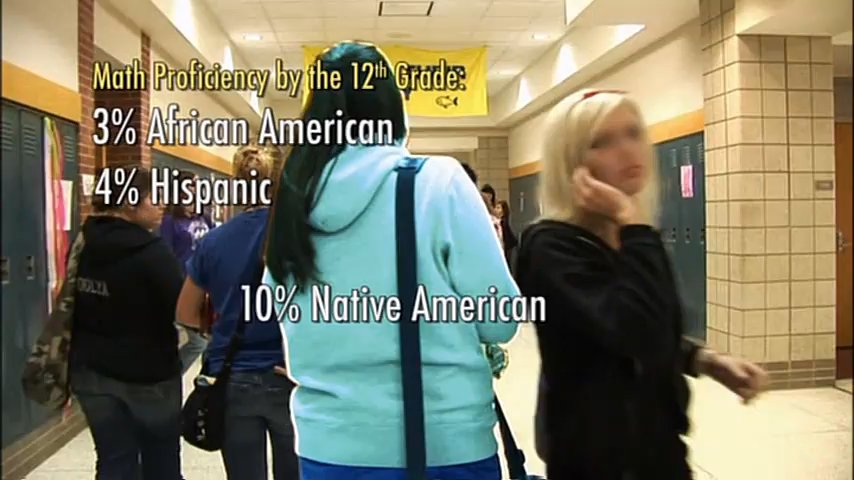 Math Proficiency by the 12th Grade:
3% African American
4% Hispanic
10% Native American